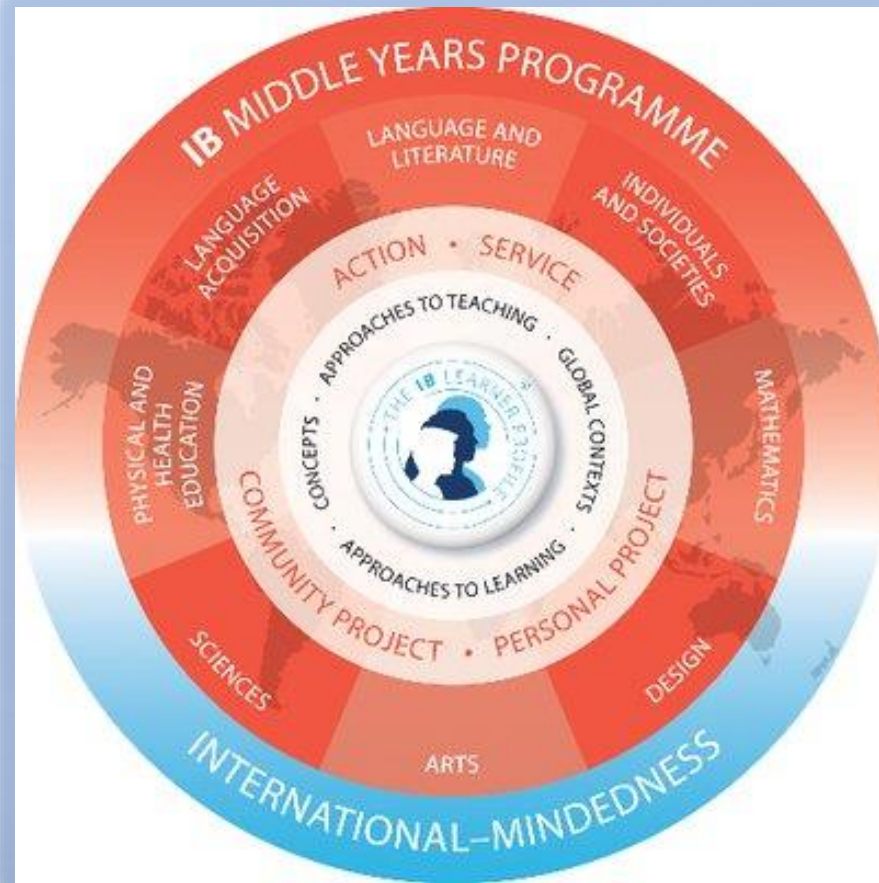 IB MIDDLE YEARS PROGRAMME
LANGUAGE AND
LITERATURE
INDIVIDUALS
AND SOCIETIES
MATHEMATICS
DESIGN
ARTS
SCIENCES
PHYSICAL AND
HEALTH
EDUCATION
LANGUAGE
ACQUISITION
ACTION • SERVICE
PERSONAL PROJECT •
COMMUNITY PROJECT
APPROACHES TO TEACHING •
GLOBAL CONTEXTS •
APPROACHES TO LEARNING •
CONCEPTS •
• THE IB LEARNER PROFILE
INTERNATIONAL–MINDEDNESS